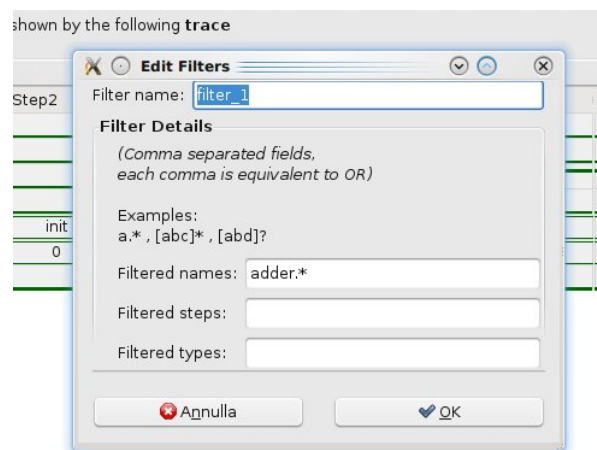 shown by the following trace
Edit Filters
Step2
Filter name: filter_1
Filter Details
(Comma separated fields,
each comma is equivalent to OR)
Examples:
init
a.* , [abc]* , [abd]?
0
Filtered names: adder.*
Filtered steps:
Filtered types:
Annulla
OK